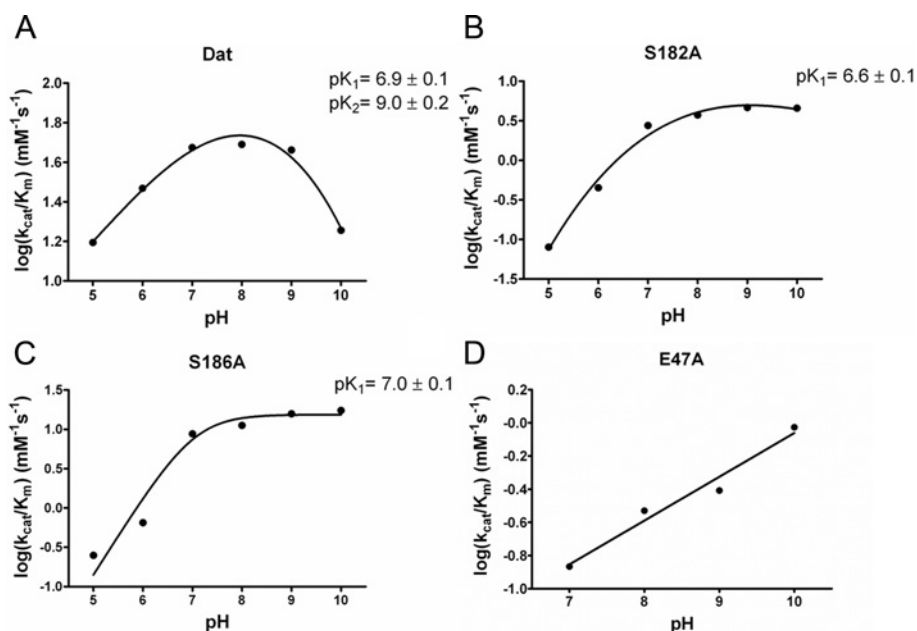 A
Dat
pK1= 6.9 ± 0.1
pK2= 9.0 ± 0.2
log(kcat/Km) (mM-1s-1)
2.0
1.8
1.6
1.4
1.2
1.0
5 6 7 8 9 10
pH
B
S182A
pK1= 6.6 ± 0.1
log(kcat/Km) (mM-1s-1)
1.0
0.5
0.0
-0.5
-1.0
-1.5
5 6 7 8 9 10
pH
C
S186A
pK1= 7.0 ± 0.1
log(kcat/Km) (mM-1s-1)
1.5
1.0
0.5
0.0
-0.5
-1.0
5 6 7 8 9 10
pH
D
E47A
log(kcat/Km) (mM-1s-1)
0.2
-0.0
-0.2
-0.4
-0.6
-0.8
-1.0
7 8 9 10
pH